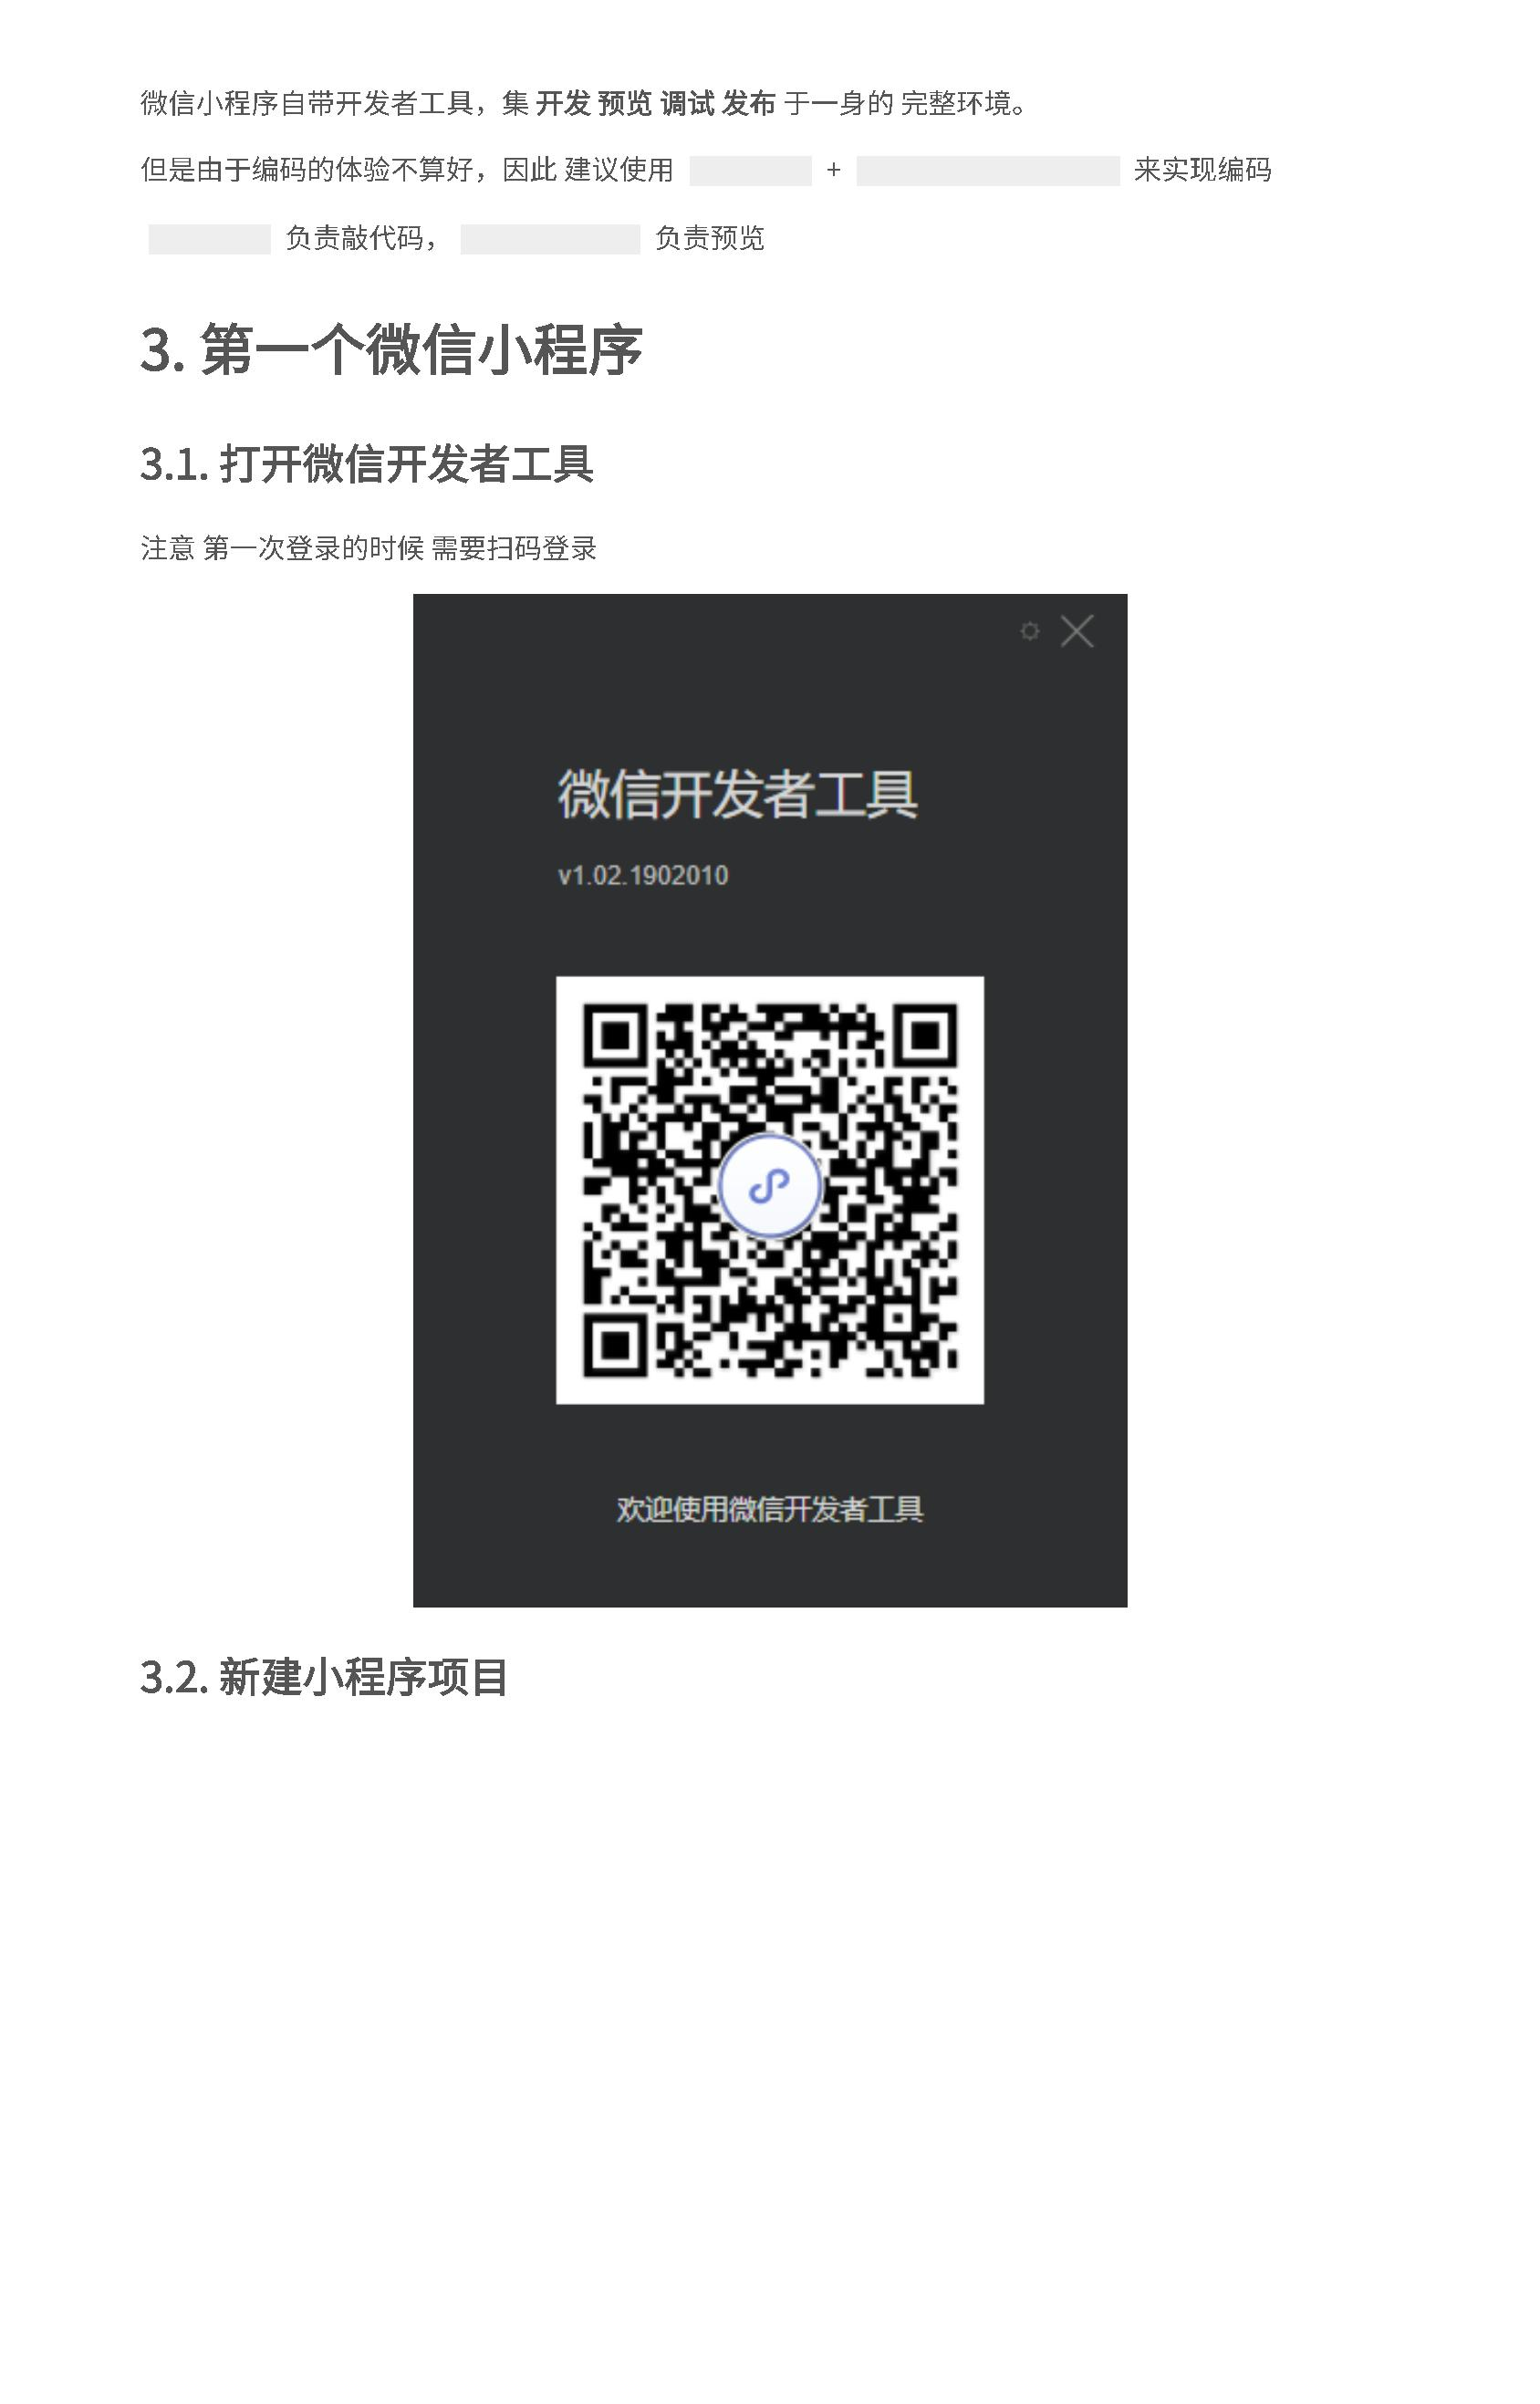 微信小程序自带开发者工具，集 开发 预览 调试 发布 于一身的 完整环境。
但是由于编码的体验不算好，因此 建议使用 + 来实现编码
负责敲代码， 负责预览
3. 第一个微信小程序
3.1. 打开微信开发者工具
注意 第一次登录的时候 需要扫码登录
微信开发者工具
v1.02.1902010
欢迎使用微信开发者工具
3.2. 新建小程序项目